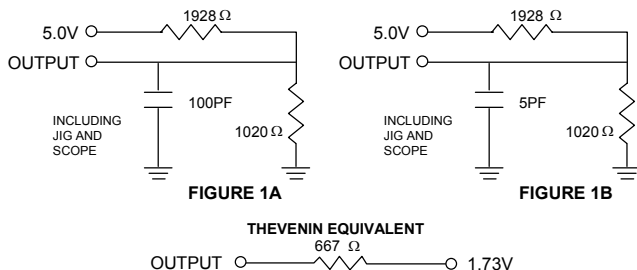 1928 Ω
5.0V
OUTPUT
100PF
INCLUDING
JIG AND
SCOPE
1020 Ω
FIGURE 1A
1928 Ω
5.0V
OUTPUT
5PF
INCLUDING
JIG AND
SCOPE
1020 Ω
FIGURE 1B
THEVENIN EQUIVALENT
667 Ω
OUTPUT 1.73V